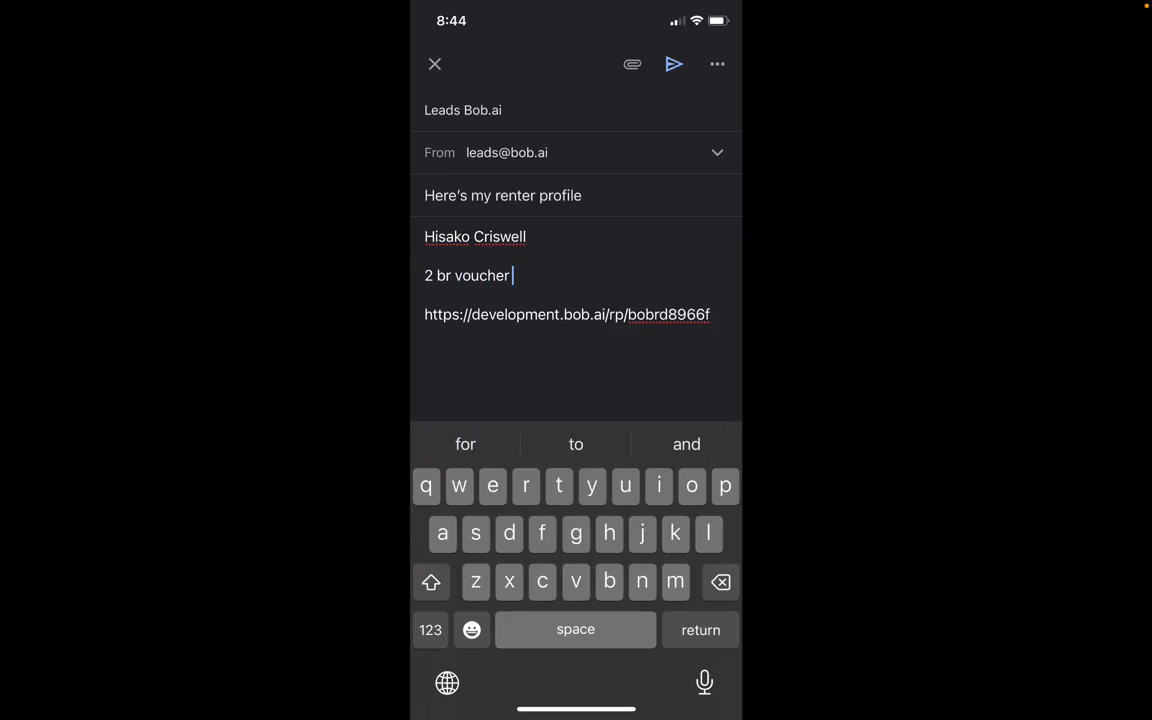 8:44
Leads Bob.ai
From leads@bob.ai
Here's my renter profile
Hisako Criswell
2 br voucher
https://development.bob.ai/rp/bobrd8966f
for to and
q w e r t y u i o p
a s d f g h j k l
z x c v b n m
123 space return